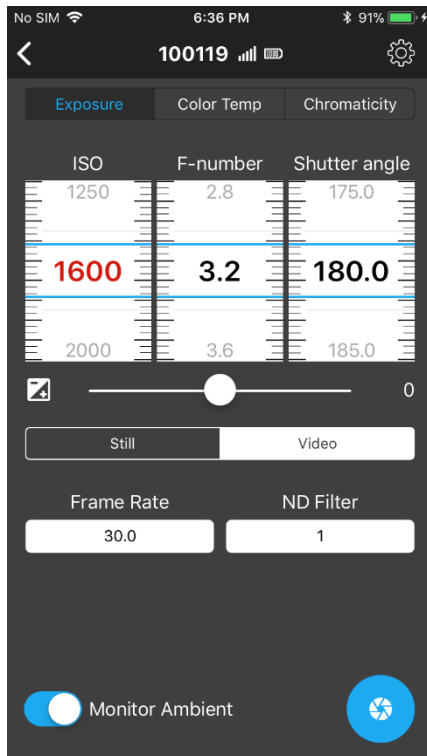 No SIM 6:36 PM 91%
100119
Exposure Color Temp Chromaticity
ISO F-number Shutter angle
1250 2.8 175.0
1600 3.2 180.0
2000 3.6 185.0
0
Still Video
Frame Rate ND Filter
30.0 1
Monitor Ambient